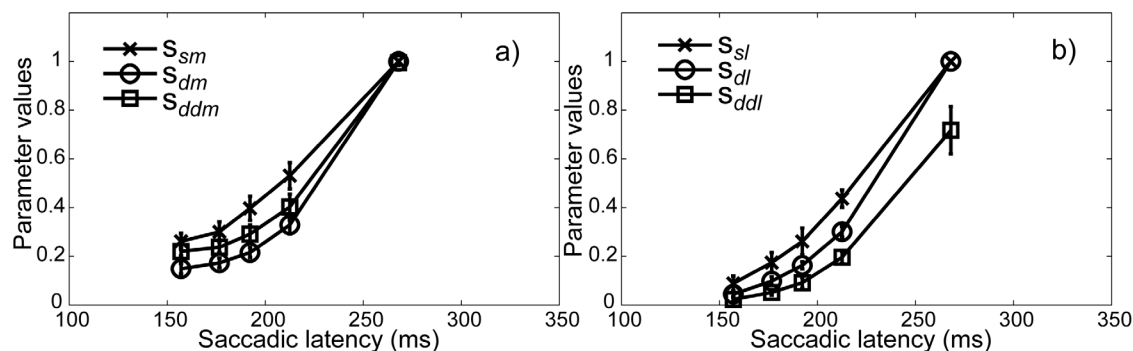 a)
S_sm
S_dm
S_ddm
Parameter values
1
0.8
0.6
0.4
0.2
0
100 150 200 250 300 350
Saccadic latency (ms)
b)
S_sl
S_dl
S_ddl
Parameter values
1
0.8
0.6
0.4
0.2
0
100 150 200 250 300 350
Saccadic latency (ms)